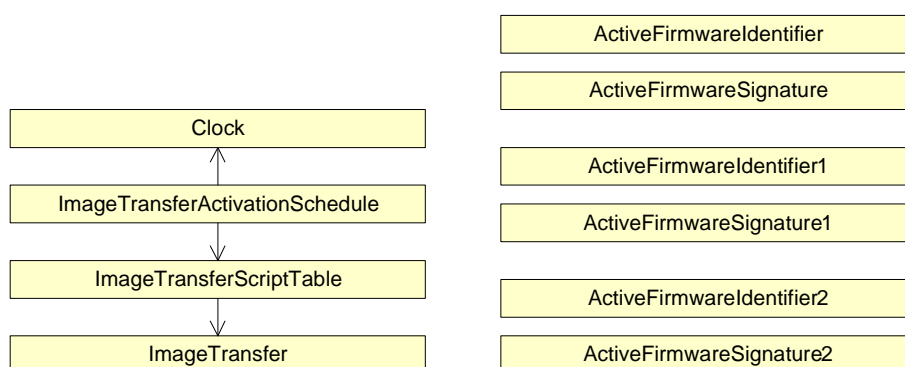 Clock
ImageTransferActivationSchedule
ImageTransferScriptTable
ImageTransfer
ActiveFirmwareIdentifier
ActiveFirmwareSignature
ActiveFirmwareIdentifier1
ActiveFirmwareSignature1
ActiveFirmwareIdentifier2
ActiveFirmwareSignature2